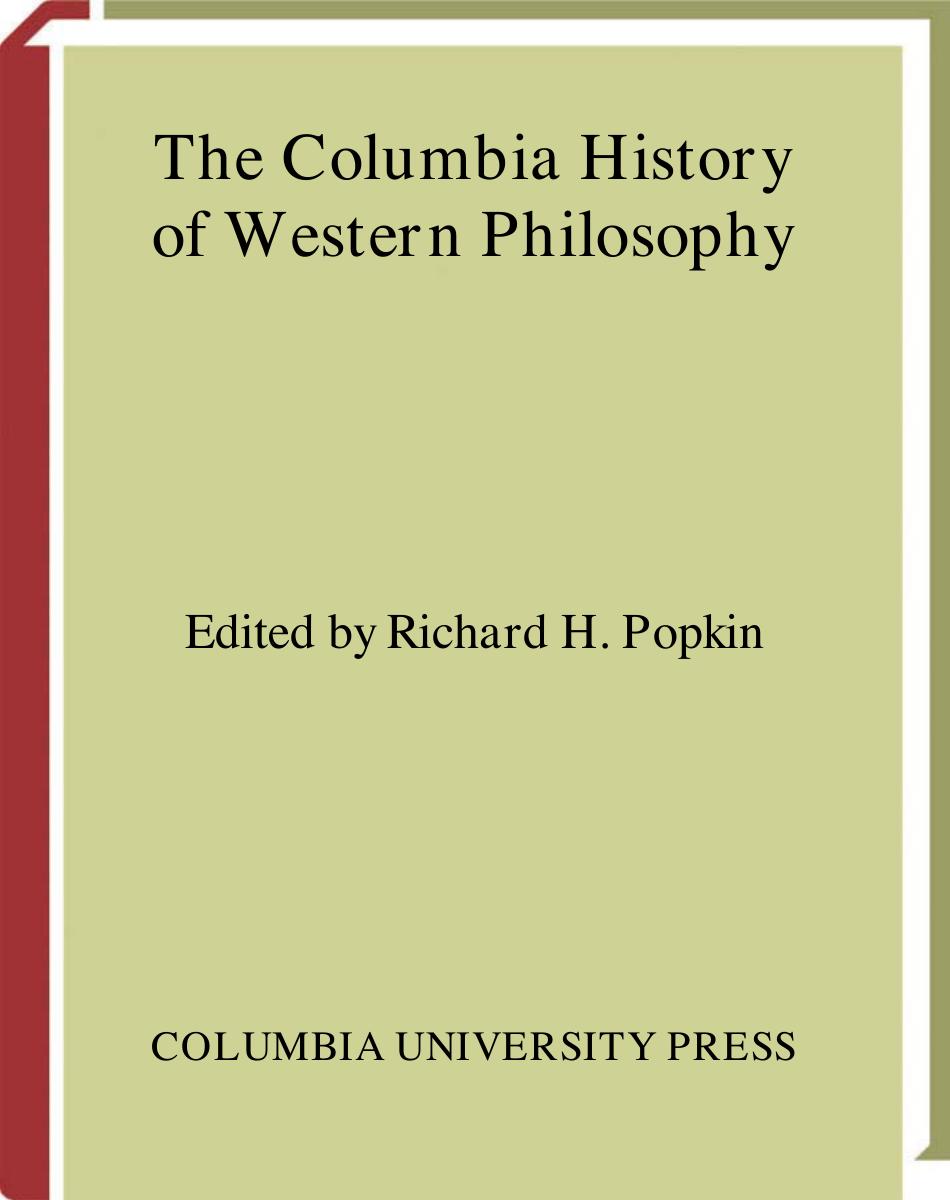 The Columbia History
of Western Philosophy
Edited by Richard H. Popkin
COLUMBIA UNIVERSITY PRESS